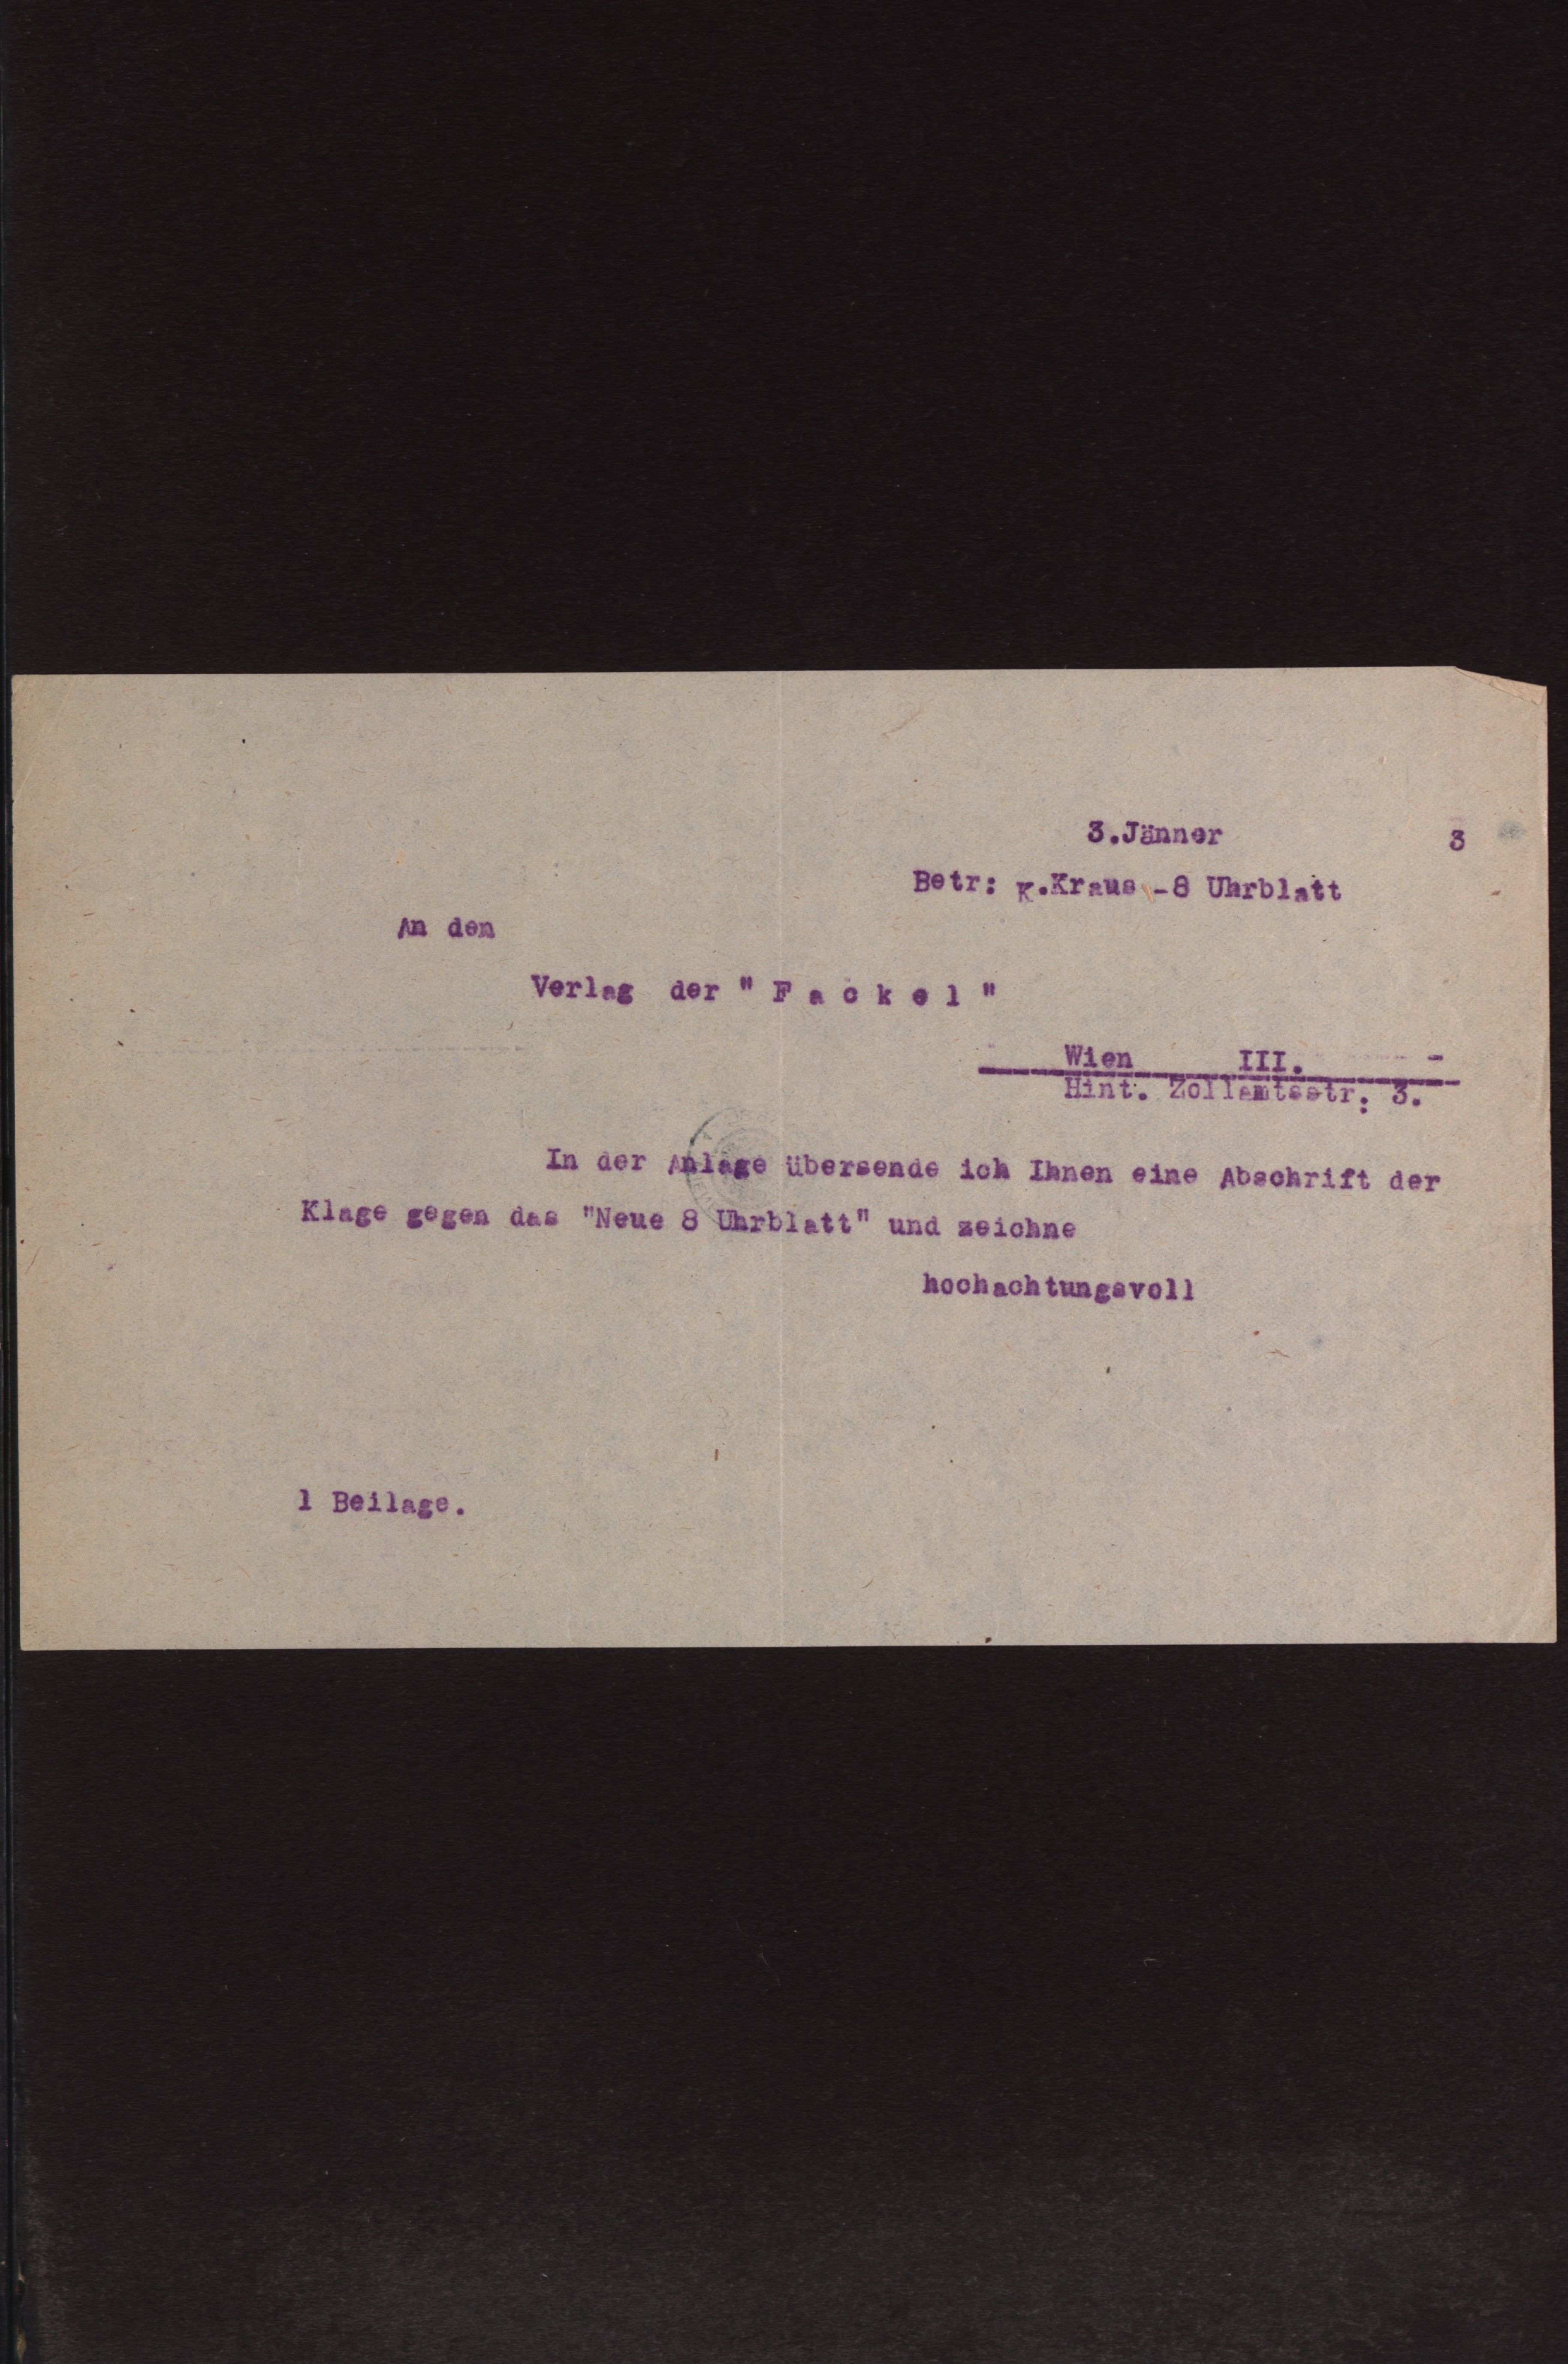 3.Jänner 3
Betr: K.Kraus -8 Uhrblatt
An den
Verlag der " F a c k e l "
Wien III. -
Hint. Zollamtsstr. 3.
In der Anlage übersende ich Ihnen eine Abschrift der
Klage gegen das "Neue 8 Uhrblatt" und zeichne
hochachtungsvoll
1 Beilage.